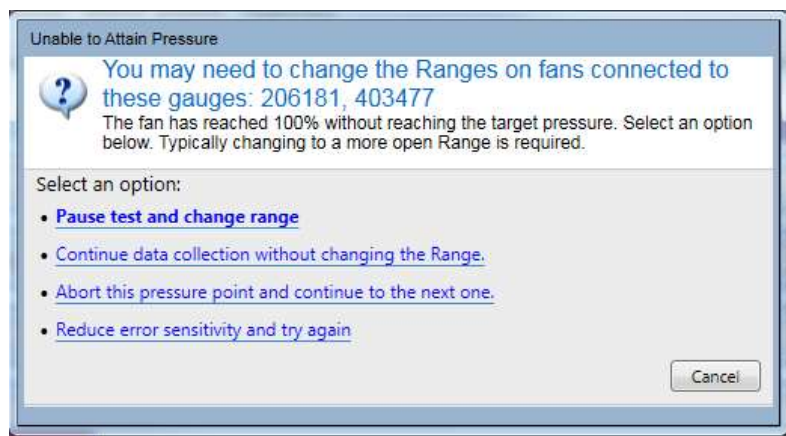 Unable to Attain Pressure
You may need to change the Ranges on fans connected to
these gauges: 206181, 403477
The fan has reached 100% without reaching the target pressure. Select an option
below. Typically changing to a more open Range is required.
Select an option:
• Pause test and change range
• Continue data collection without changing the Range.
• Abort this pressure point and continue to the next one.
• Reduce error sensitivity and try again
Cancel